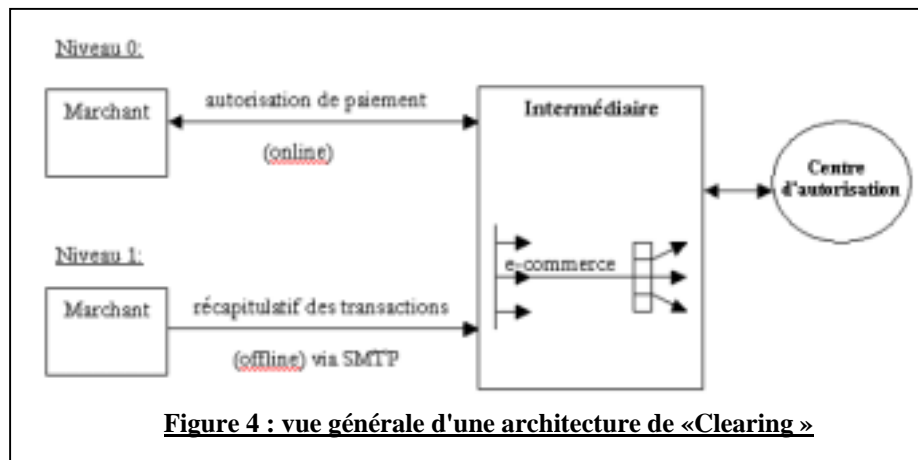 Niveau 0:
Marchant
autorisation de paiement
(online)
Intermédiaire
Centre
d'autorisation
Niveau 1:
Marchant
récapitulatif des transactions
(offline) via SMTP
e-commerce
Figure 4 : vue générale d'une architecture de «Clearing »